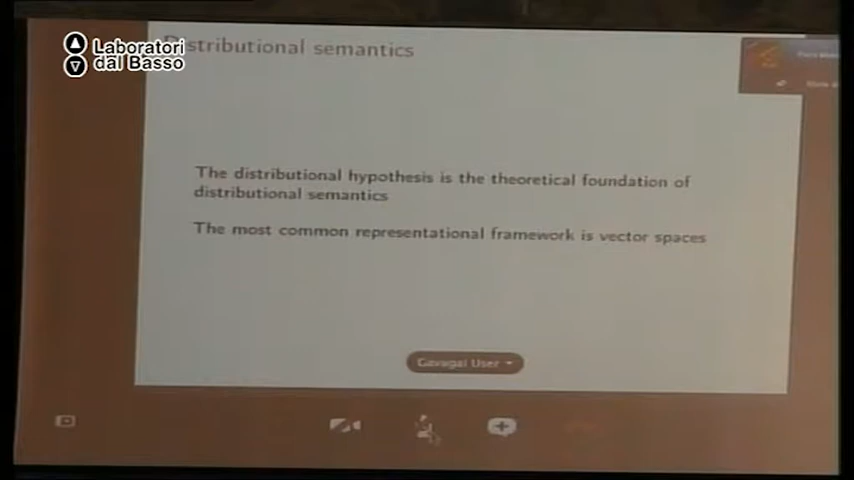 Laboratori
dal Basso
Distributional semantics
The distributional hypothesis is the theoretical foundation of
distributional semantics
The most common representational framework is vector spaces
Gavagai User